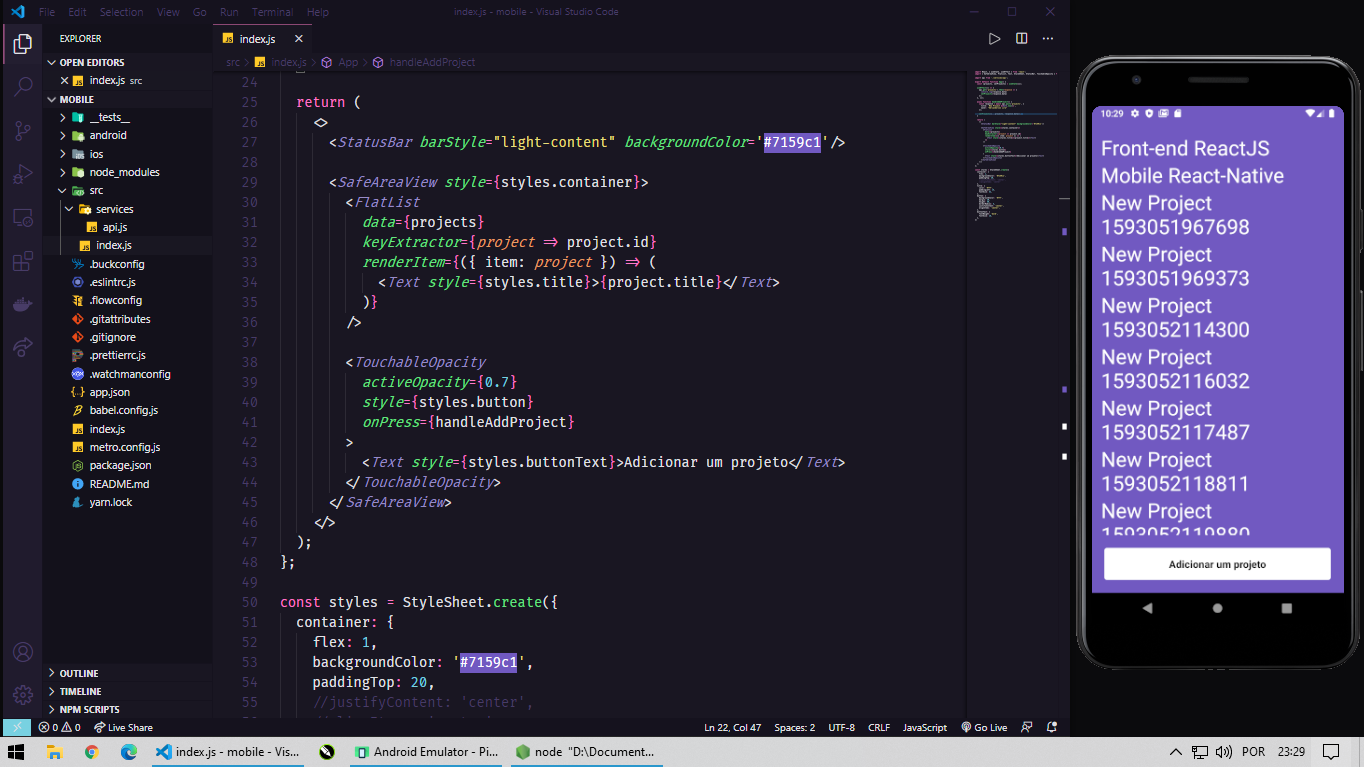 File Edit Selection View Go Run Terminal Help
index.js - mobile - Visual Studio Code
EXPLORER
OPEN EDITORS
index.js src
MOBILE
__tests__
android
ios
node_modules
src
services
api.js
index.js
.buckconfig
.eslintrc.js
.flowconfig
.gitattributes
.gitignore
.prettierrc.js
.watchmanconfig
app.json
babel.config.js
index.js
metro.config.js
package.json
README.md
yarn.lock
OUTLINE
TIMELINE
NPM SCRIPTS
index.js
src > index.js > App > handleAddProject
24
25 return (
26 <>
27 <StatusBar barStyle="light-content" backgroundColor='#7159c1'/>
28
29 <SafeAreaView style={styles.container}>
30 <FlatList
31 data={projects}
32 keyExtractor={project => project.id}
33 renderItem={({ item: project }) => (
34 <Text style={styles.title}>{project.title}</Text>
35 )}
36 />
37
38 <TouchableOpacity
39 activeOpacity={0.7}
40 style={styles.button}
41 onPress={handleAddProject}
42 >
43 <Text style={styles.buttonText}>Adicionar um projeto</Text>
44 </TouchableOpacity>
45 </SafeAreaView>
46 </>
47 );
48 };
49
50 const styles = StyleSheet.create({
51 container: {
52 flex: 1,
53 backgroundColor: '#7159c1',
54 paddingTop: 20,
55 //justifyContent: 'center',
10:29
Front-end ReactJS
Mobile React-Native
New Project
1593051967698
New Project
1593051969373
New Project
1593052114300
New Project
1593052116032
New Project
1593052117487
New Project
1593052118811
New Project
1593052119880
Adicionar um projeto
0 0 Live Share
Ln 22, Col 47 Spaces: 2 UTF-8 CRLF JavaScript Go Live
index.js - mobile - Vis...
Android Emulator - Pi...
node "D:\Document...
POR 23:29